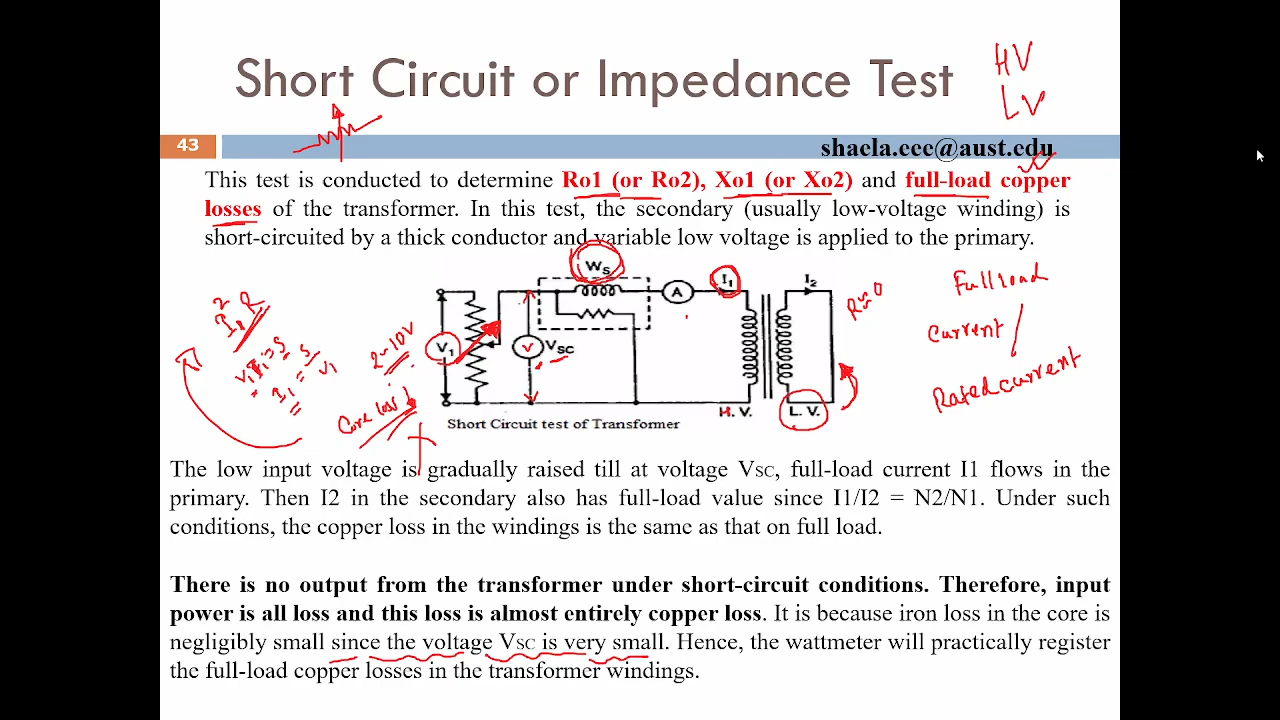 Short Circuit or Impedance Test
HV
LV
43
shaela.eee@aust.edu
This test is conducted to determine Ro1 (or Ro2), Xo1 (or Xo2) and full-load copper
losses of the transformer. In this test, the secondary (usually low-voltage winding) is
short-circuited by a thick conductor and variable low voltage is applied to the primary.
Ws
I1
I2
A
V1
V
VSC
H. V.
L. V.
R≈0
Full load
Current
Rated current
2~10V
Core loss
Short Circuit test of Transformer
The low input voltage is gradually raised till at voltage VSC, full-load current I1 flows in the
primary. Then I2 in the secondary also has full-load value since I1/I2 = N2/N1. Under such
conditions, the copper loss in the windings is the same as that on full load.
There is no output from the transformer under short-circuit conditions. Therefore, input
power is all loss and this loss is almost entirely copper loss. It is because iron loss in the core is
negligibly small since the voltage VSC is very small. Hence, the wattmeter will practically register
the full-load copper losses in the transformer windings.